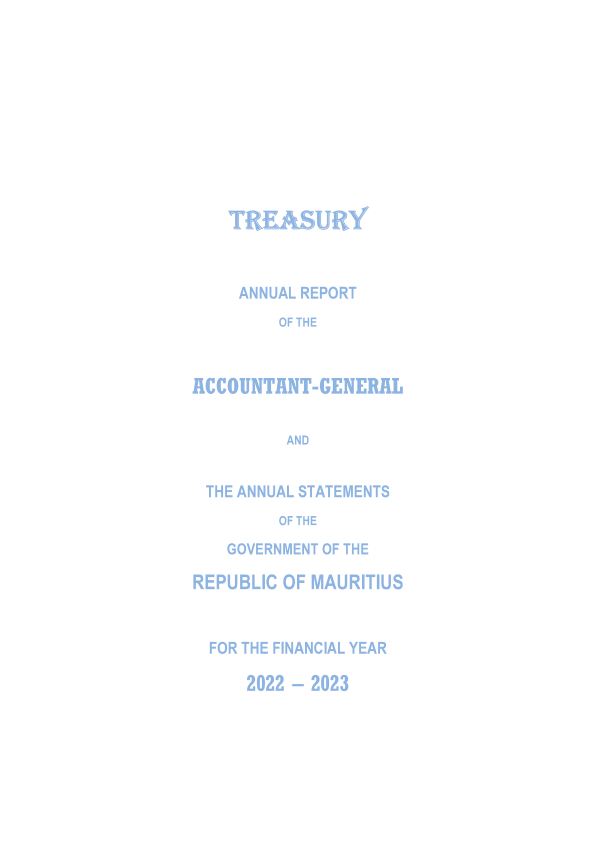 TREASURY
ANNUAL REPORT
OF THE
ACCOUNTANT-GENERAL
AND
THE ANNUAL STATEMENTS
OF THE
GOVERNMENT OF THE
REPUBLIC OF MAURITIUS
FOR THE FINANCIAL YEAR
2022 – 2023